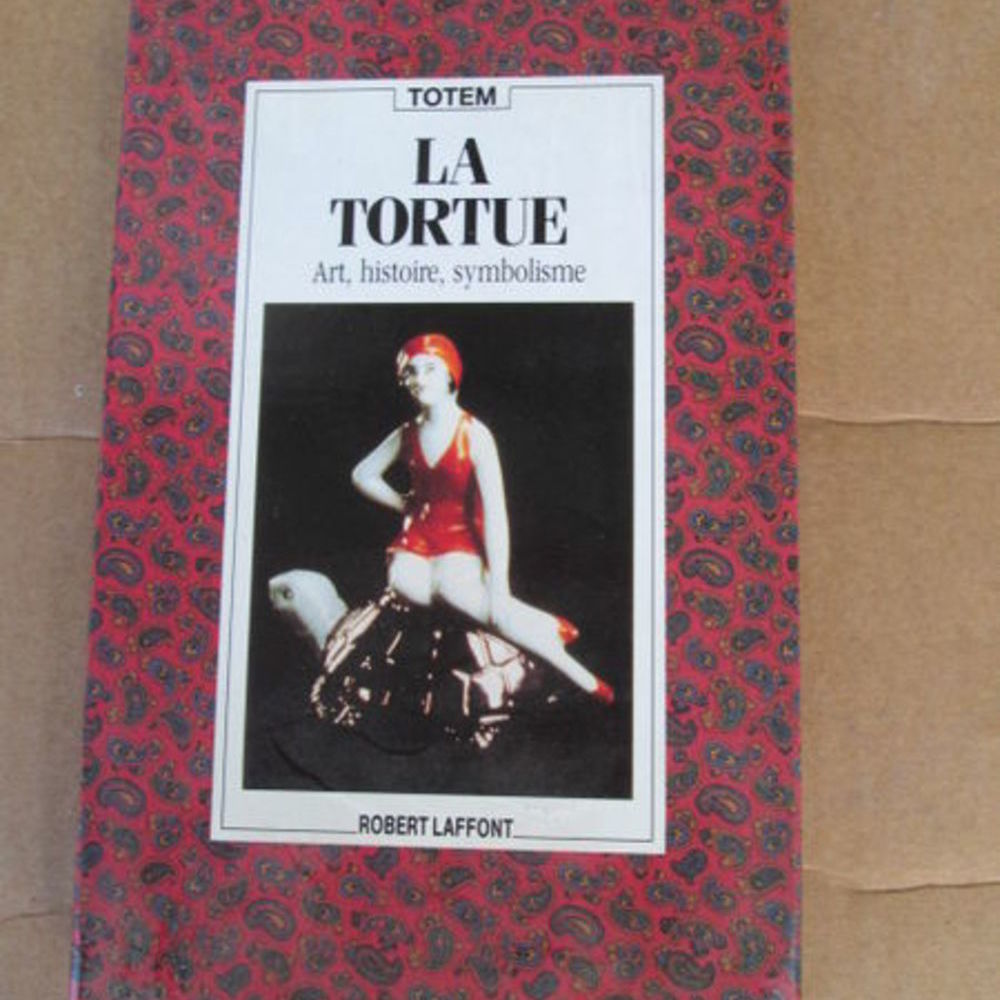 TOTEM
LA
TORTUE
Art, histoire, symbolisme
ROBERT LAFFONT